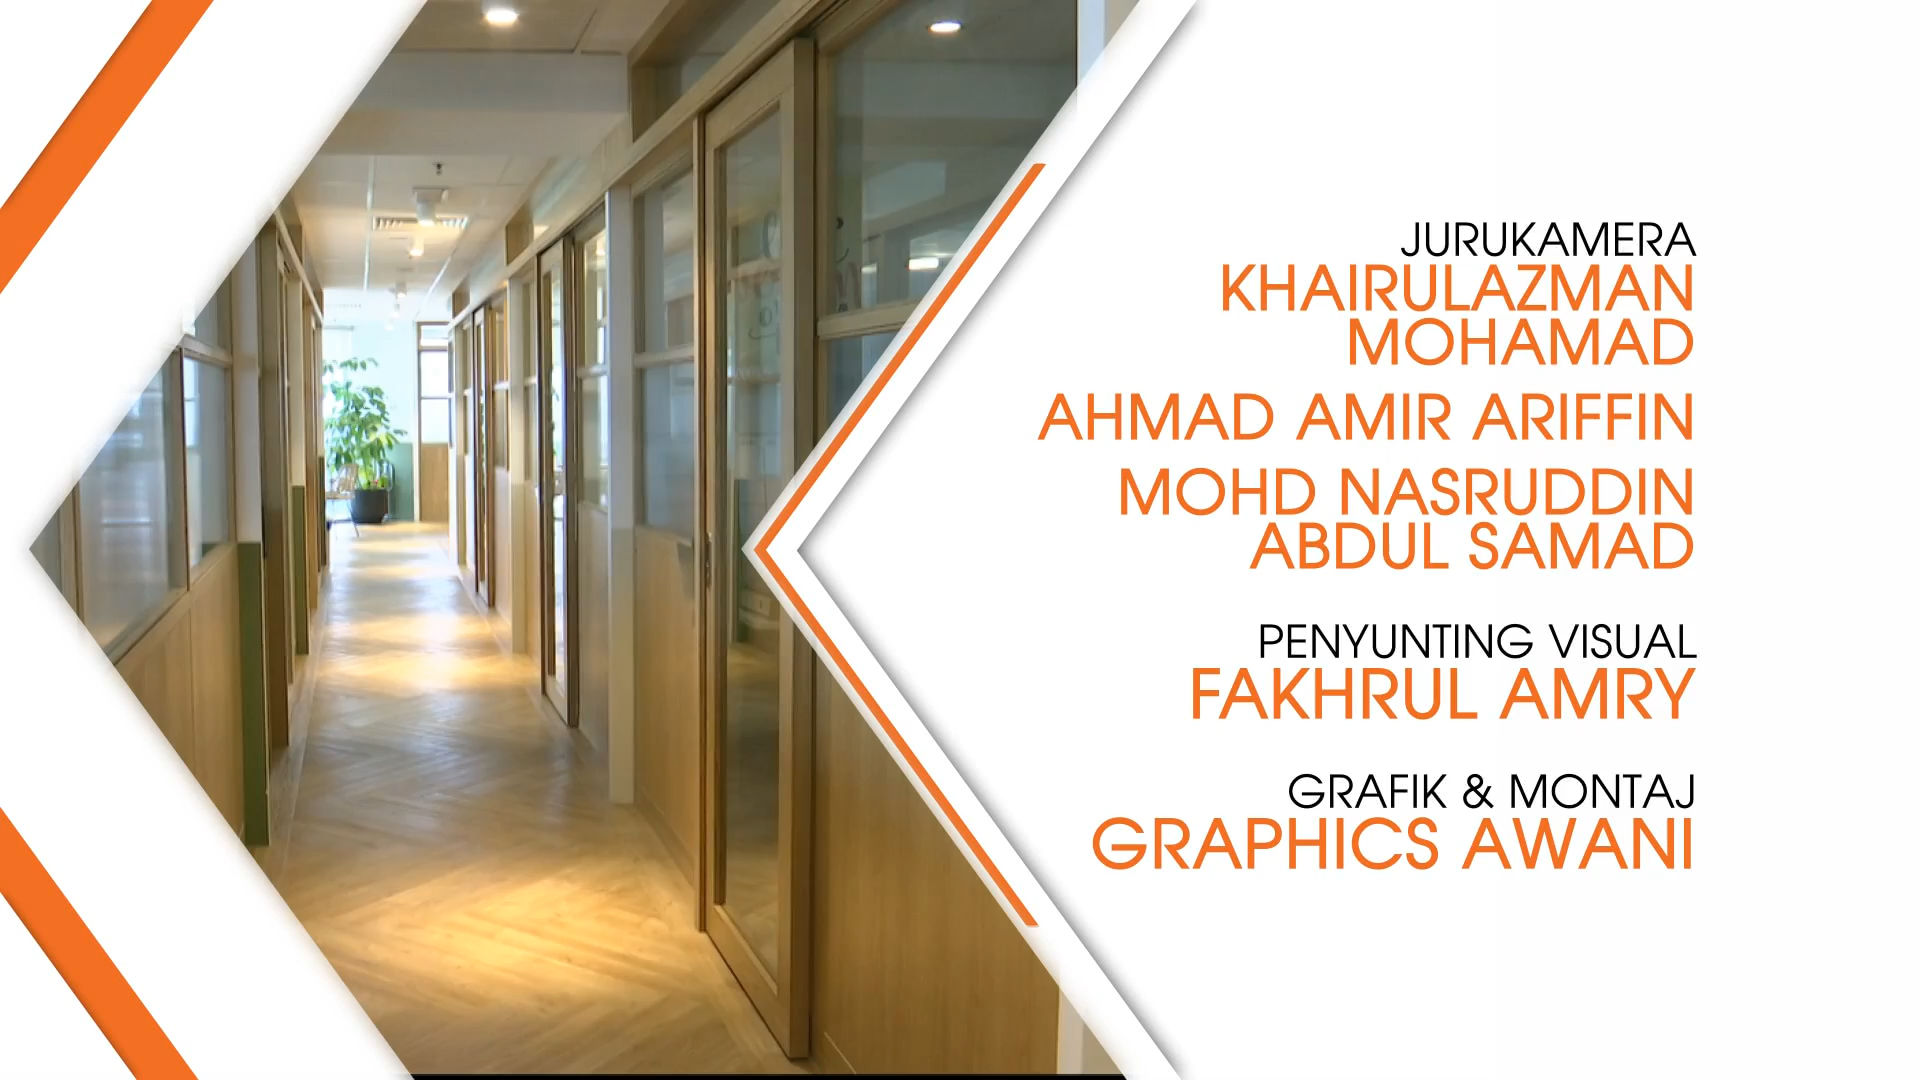 JURUKAMERA
KHAIRULAZMAN
MOHAMAD
AHMAD AMIR ARIFFIN
MOHD NASRUDDIN
ABDUL SAMAD
PENYUNTING VISUAL
FAKHRUL AMRY
GRAFIK & MONTAJ
GRAPHICS AWANI